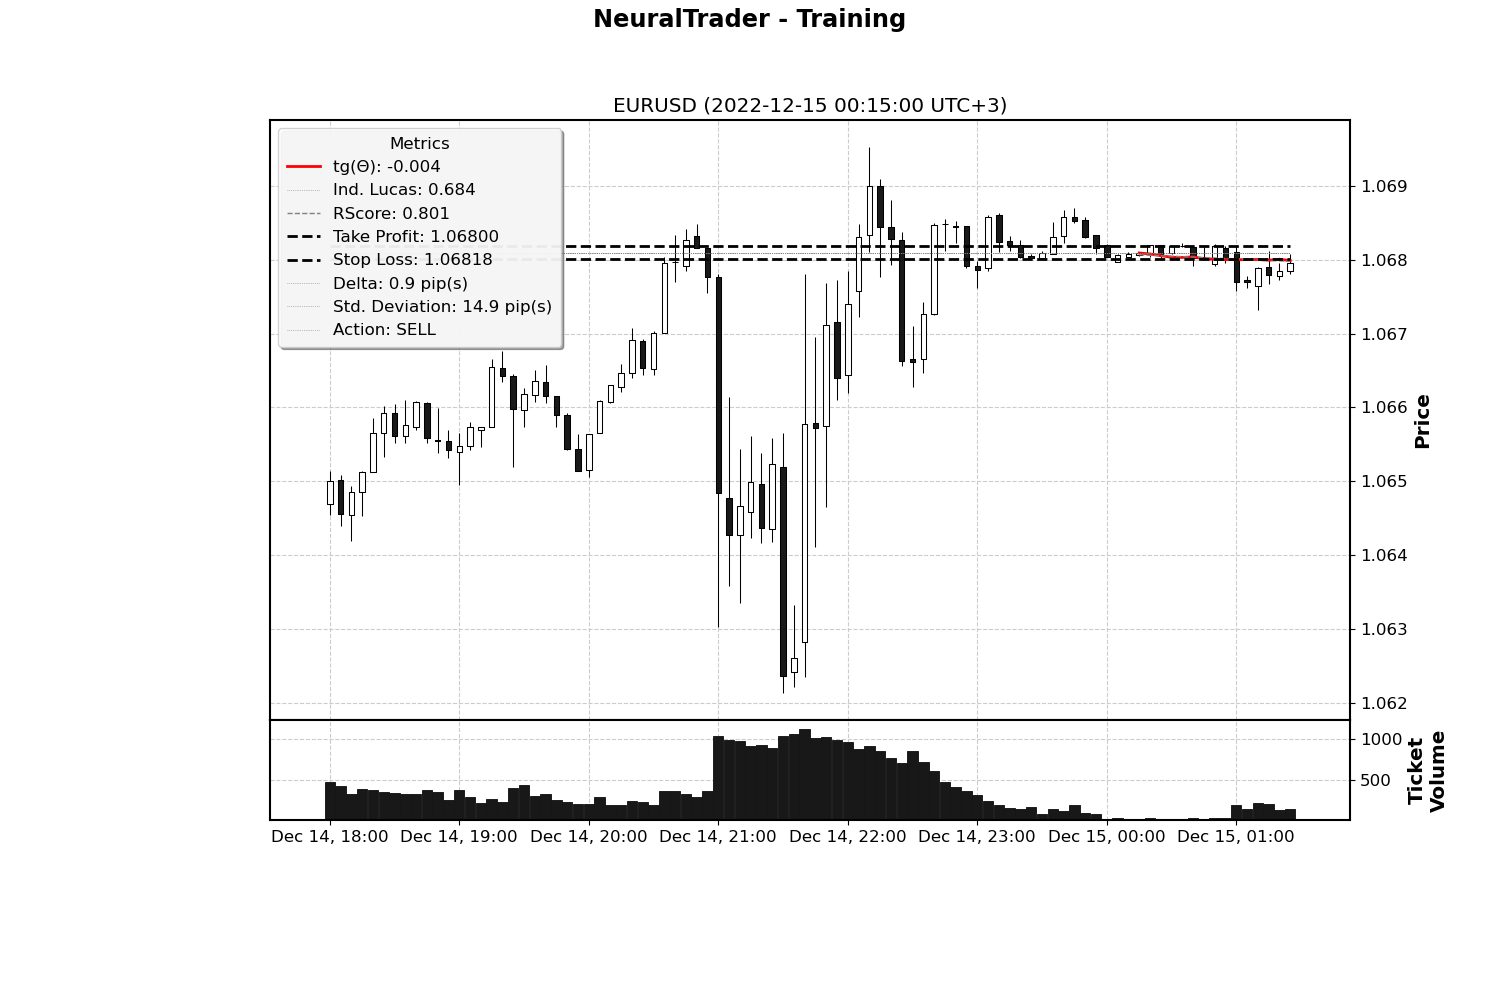 NeuralTrader - Training
EURUSD (2022-12-15 00:15:00 UTC+3)
Metrics
tg(Θ): -0.004
Ind. Lucas: 0.684
RScore: 0.801
Take Profit: 1.06800
Stop Loss: 1.06818
Delta: 0.9 pip(s)
Std. Deviation: 14.9 pip(s)
Action: SELL
1.069
1.068
1.067
1.066
1.065
1.064
1.063
1.062
Price
1000
500
Ticket
Volume
Dec 14, 18:00
Dec 14, 19:00
Dec 14, 20:00
Dec 14, 21:00
Dec 14, 22:00
Dec 14, 23:00
Dec 15, 00:00
Dec 15, 01:00